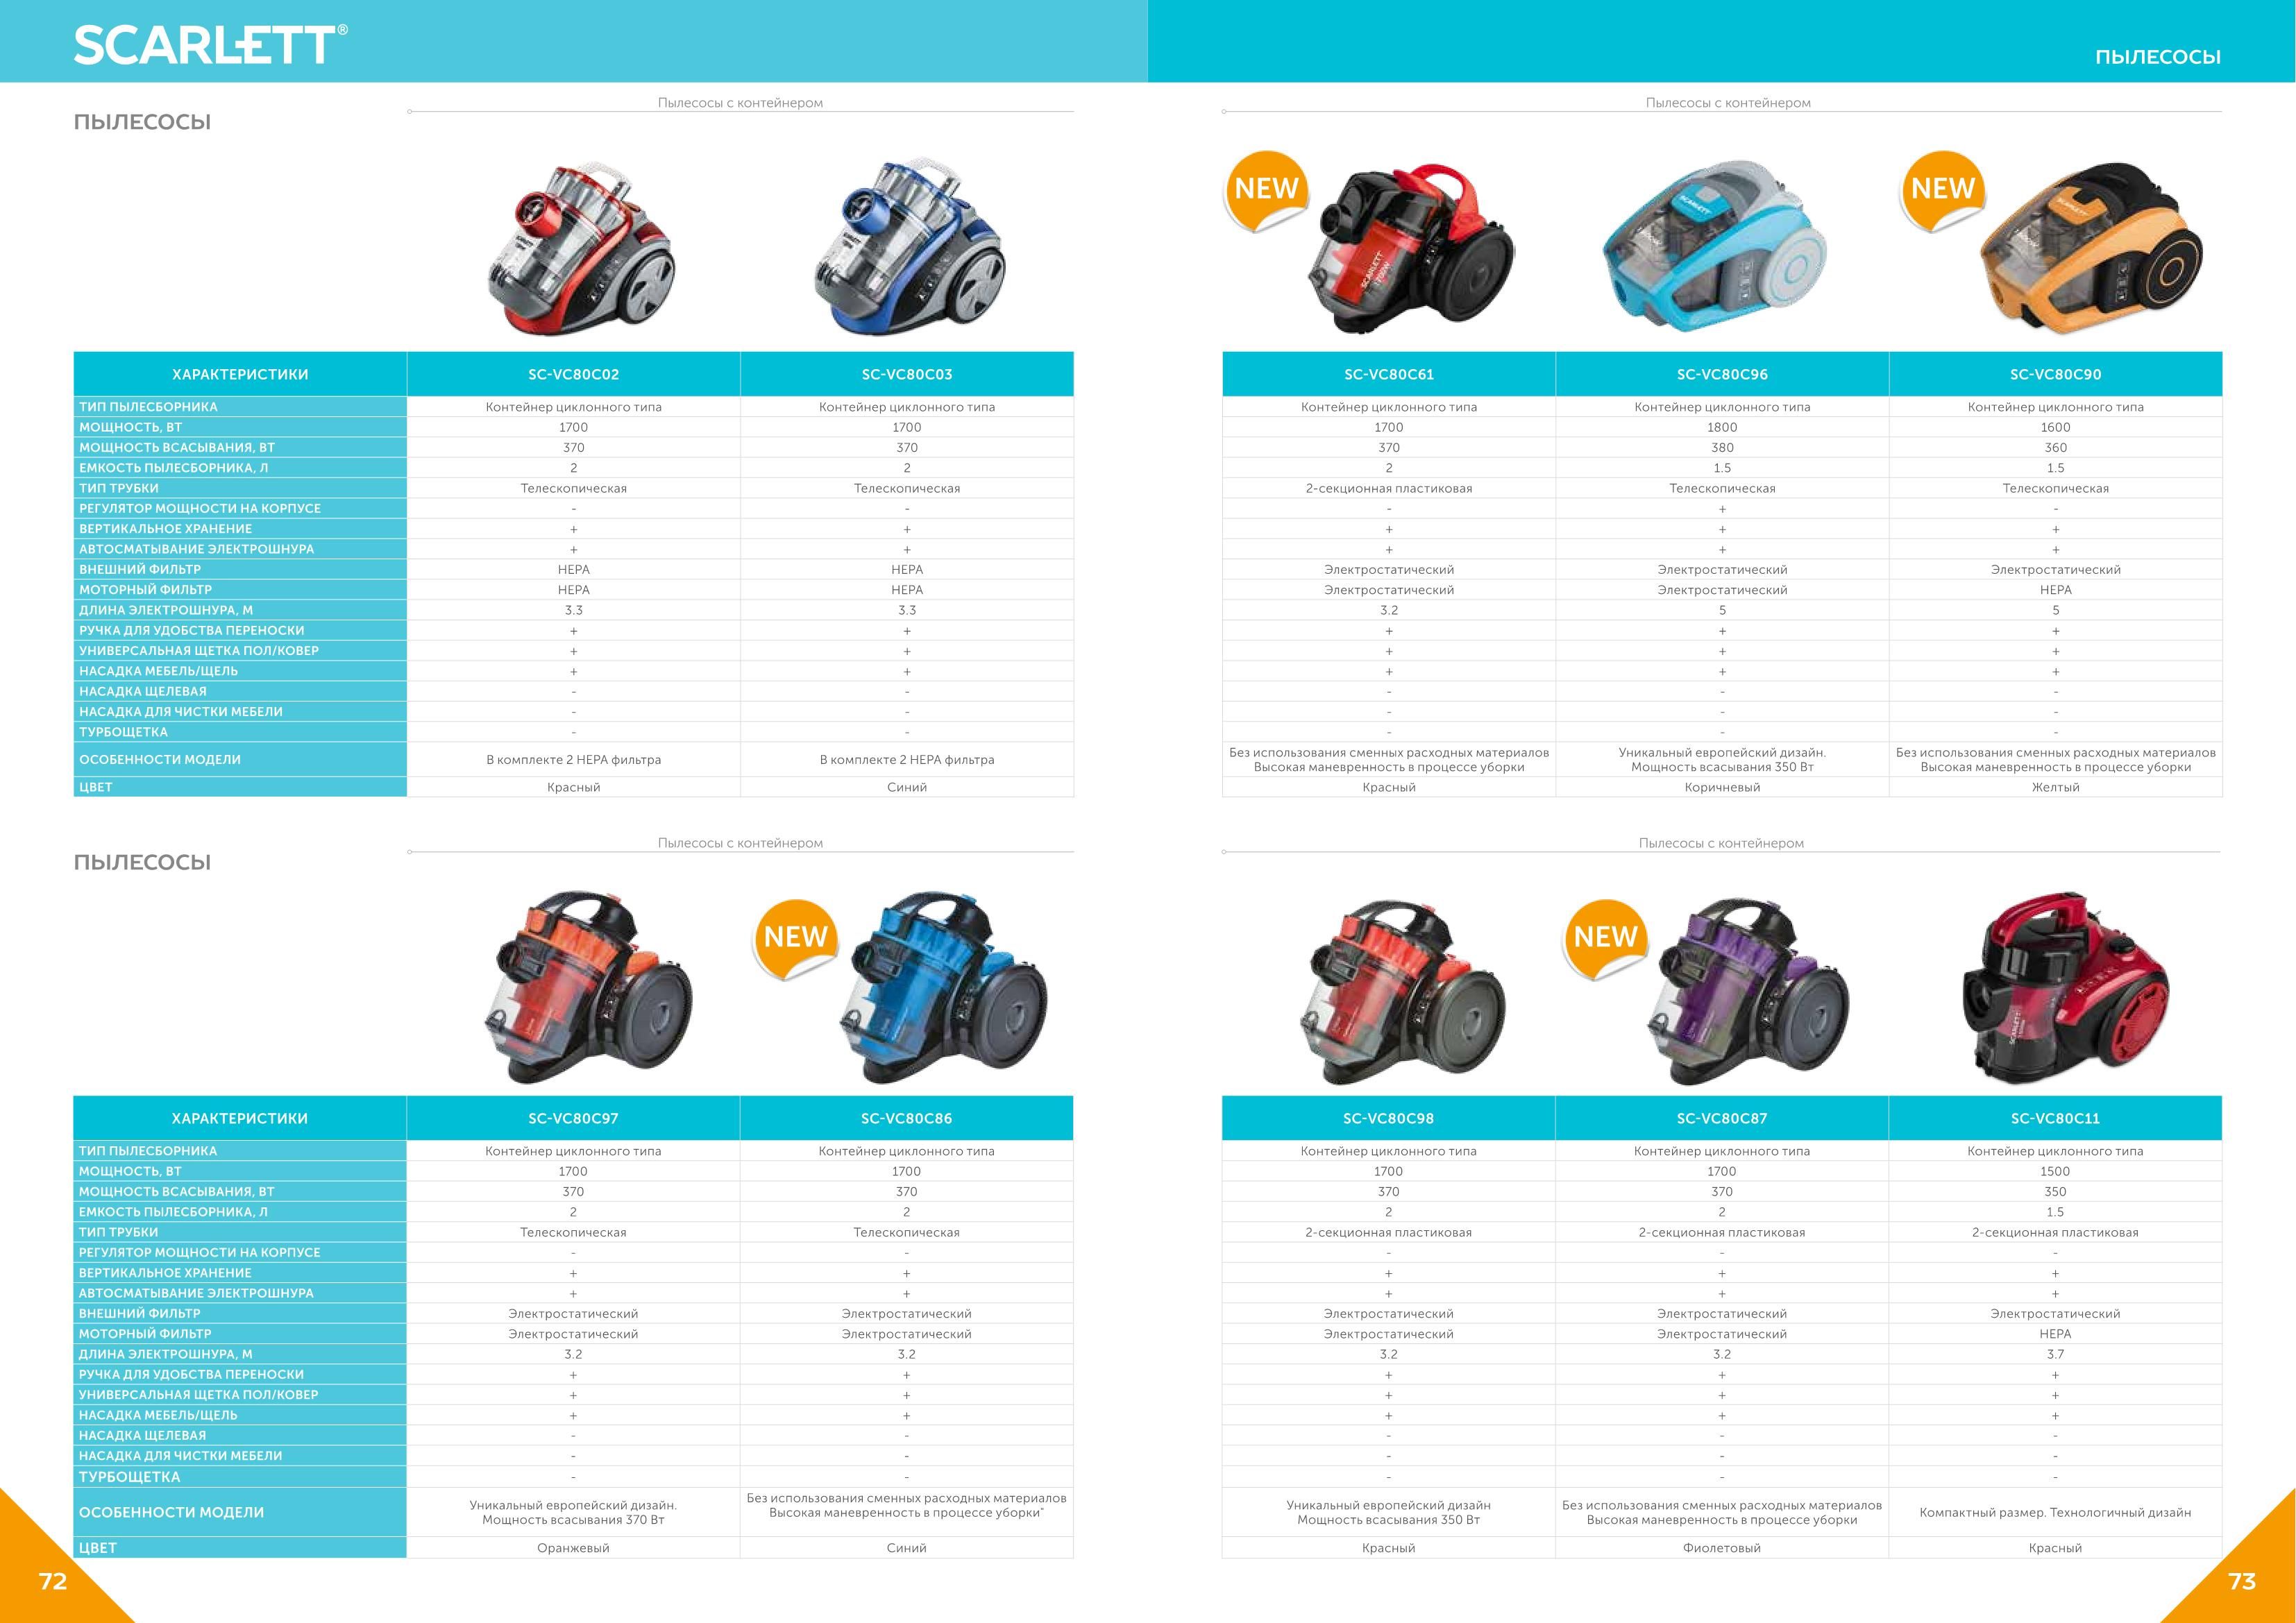 SCARLETT®
ПЫЛЕСОСЫ
ПЫЛЕСОСЫ
Пылесосы с контейнером
ХАРАКТЕРИСТИКИ SC-VC80C02 SC-VC80C03
ТИП ПЫЛЕСБОРНИКА Контейнер циклонного типа Контейнер циклонного типа
МОЩНОСТЬ, ВТ 1700 1700
МОЩНОСТЬ ВСАСЫВАНИЯ, ВТ 370 370
ЕМКОСТЬ ПЫЛЕСБОРНИКА, Л 2 2
ТИП ТРУБКИ Телескопическая Телескопическая
РЕГУЛЯТОР МОЩНОСТИ НА КОРПУСЕ - -
ВЕРТИКАЛЬНОЕ ХРАНЕНИЕ + +
АВТОСМАТЫВАНИЕ ЭЛЕКТРОШНУРА + +
ВНЕШНИЙ ФИЛЬТР HEPA HEPA
МОТОРНЫЙ ФИЛЬТР HEPA HEPA
ДЛИНА ЭЛЕКТРОШНУРА, М 3.3 3.3
РУЧКА ДЛЯ УДОБСТВА ПЕРЕНОСКИ + +
УНИВЕРСАЛЬНАЯ ЩЕТКА ПОЛ/КОВЕР + +
НАСАДКА МЕБЕЛЬ/ЩЕЛЬ + +
НАСАДКА ЩЕЛЕВАЯ - -
НАСАДКА ДЛЯ ЧИСТКИ МЕБЕЛИ - -
ТУРБОЩЕТКА - -
ОСОБЕННОСТИ МОДЕЛИ В комплекте 2 HEPA фильтра В комплекте 2 HEPA фильтра
ЦВЕТ Красный Синий
Пылесосы с контейнером
NEW NEW
SCARLETT 1700W SCARLETT SCARLETT
SC-VC80C61 SC-VC80C96 SC-VC80C90
Контейнер циклонного типа Контейнер циклонного типа Контейнер циклонного типа
1700 1800 1600
370 380 360
2 1.5 1.5
2-секционная пластиковая Телескопическая Телескопическая
- + -
+ + +
+ + +
Электростатический Электростатический Электростатический
Электростатический Электростатический HEPA
3.2 5 5
+ + +
+ + +
+ + +
- - -
- - -
- - -
Без использования сменных расходных материалов Уникальный европейский дизайн. Без использования сменных расходных материалов
Высокая маневренность в процессе уборки Мощность всасывания 350 Вт Высокая маневренность в процессе уборки
Красный Коричневый Желтый
ПЫЛЕСОСЫ
Пылесосы с контейнером
NEW
ХАРАКТЕРИСТИКИ SC-VC80C97 SC-VC80C86
ТИП ПЫЛЕСБОРНИКА Контейнер циклонного типа Контейнер циклонного типа
МОЩНОСТЬ, ВТ 1700 1700
МОЩНОСТЬ ВСАСЫВАНИЯ, ВТ 370 370
ЕМКОСТЬ ПЫЛЕСБОРНИКА, Л 2 2
ТИП ТРУБКИ Телескопическая Телескопическая
РЕГУЛЯТОР МОЩНОСТИ НА КОРПУСЕ - -
ВЕРТИКАЛЬНОЕ ХРАНЕНИЕ + +
АВТОСМАТЫВАНИЕ ЭЛЕКТРОШНУРА + +
ВНЕШНИЙ ФИЛЬТР Электростатический Электростатический
МОТОРНЫЙ ФИЛЬТР Электростатический Электростатический
ДЛИНА ЭЛЕКТРОШНУРА, М 3.2 3.2
РУЧКА ДЛЯ УДОБСТВА ПЕРЕНОСКИ + +
УНИВЕРСАЛЬНАЯ ЩЕТКА ПОЛ/КОВЕР + +
НАСАДКА МЕБЕЛЬ/ЩЕЛЬ + +
НАСАДКА ЩЕЛЕВАЯ - -
НАСАДКА ДЛЯ ЧИСТКИ МЕБЕЛИ - -
ТУРБОЩЕТКА - -
ОСОБЕННОСТИ МОДЕЛИ Уникальный европейский дизайн. Без использования сменных расходных материалов
Мощность всасывания 370 Вт Высокая маневренность в процессе уборки"
ЦВЕТ Оранжевый Синий
Пылесосы с контейнером
NEW
SCARLETT
SC-VC80C98 SC-VC80C87 SC-VC80C11
Контейнер циклонного типа Контейнер циклонного типа Контейнер циклонного типа
1700 1700 1500
370 370 350
2 2 1.5
2-секционная пластиковая 2-секционная пластиковая 2-секционная пластиковая
- - -
+ + +
+ + +
Электростатический Электростатический Электростатический
Электростатический Электростатический HEPA
3.2 3.2 3.7
+ + +
+ + +
+ + +
- - -
- - -
- - -
Уникальный европейский дизайн Без использования сменных расходных материалов Компактный размер. Технологичный дизайн
Мощность всасывания 350 Вт Высокая маневренность в процессе уборки
Красный Фиолетовый Красный
72
73